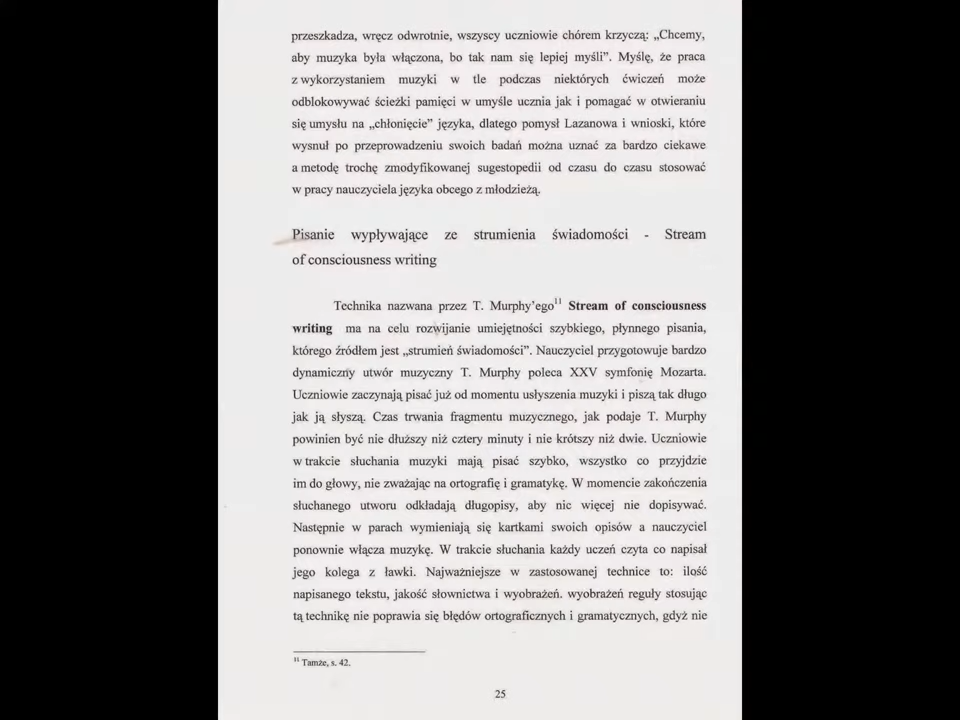 przeszkadza, wręcz odwrotnie, wszyscy uczniowie chórem krzyczą: „Chcemy,
aby muzyka była włączona, bo tak nam się lepiej myśli”. Myślę, że praca
z wykorzystaniem muzyki w tle podczas niektórych ćwiczeń może
odblokowywać ścieżki pamięci w umyśle ucznia jak i pomagać w otwieraniu
się umysłu na „chłonięcie” języka, dlatego pomysł Lazanowa i wnioski, które
wysnuł po przeprowadzeniu swoich badań można uznać za bardzo ciekawe
a metodę trochę zmodyfikowanej sugestopedii od czasu do czasu stosować
w pracy nauczyciela języka obcego z młodzieżą.
Pisanie wypływające ze strumienia świadomości - Stream
of consciousness writing
Technika nazwana przez T. Murphy’ego11 Stream of consciousness
writing ma na celu rozwijanie umiejętności szybkiego, płynnego pisania,
którego źródłem jest „strumień świadomości”. Nauczyciel przygotowuje bardzo
dynamiczny utwór muzyczny T. Murphy poleca XXV symfonię Mozarta.
Uczniowie zaczynają pisać już od momentu usłyszenia muzyki i piszą tak długo
jak ją słyszą. Czas trwania fragmentu muzycznego, jak podaje T. Murphy
powinien być nie dłuższy niż cztery minuty i nie krótszy niż dwie. Uczniowie
w trakcie słuchania muzyki mają pisać szybko, wszystko co przyjdzie
im do głowy, nie zważając na ortografię i gramatykę. W momencie zakończenia
słuchanego utworu odkładają długopisy, aby nic więcej nie dopisywać.
Następnie w parach wymieniają się kartkami swoich opisów a nauczyciel
ponownie włącza muzykę. W trakcie słuchania każdy uczeń czyta co napisał
jego kolega z ławki. Najważniejsze w zastosowanej technice to: ilość
napisanego tekstu, jakość słownictwa i wyobrażeń. wyobrażeń reguły stosując
tą technikę nie poprawia się błędów ortograficznych i gramatycznych, gdyż nie
11 Tamże, s. 42.
25